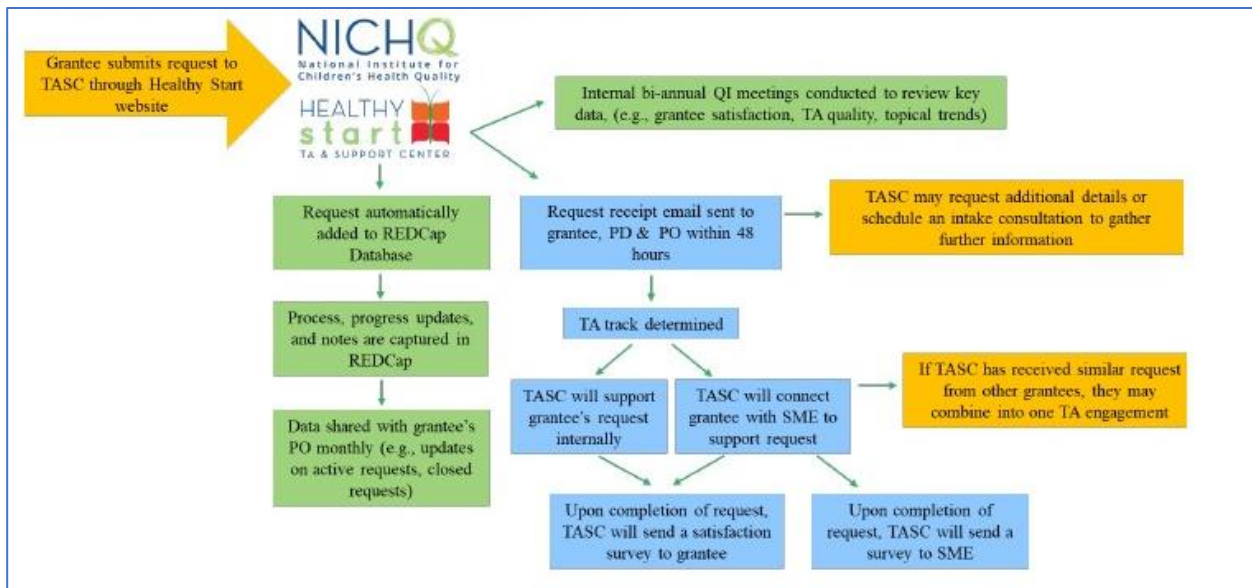 Grantee submits request to
TASC through Healthy Start
website
NICHQ
National Institute for
Children's Health Quality
HEALTHY
start
TA & SUPPORT CENTER
Internal bi-annual QI meetings conducted to review key
data, (e.g., grantee satisfaction, TA quality, topical trends)
Request automatically
added to REDCap
Database
Process, progress updates,
and notes are captured in
REDCap
Data shared with grantee's
PO monthly (e.g., updates
on active requests, closed
requests)
Request receipt email sent to
grantee, PD & PO within 48
hours
TASC may request additional details or
schedule an intake consultation to gather
further information
TA track determined
TASC will support
grantee's request
internally
TASC will connect
grantee with SME to
support request
If TASC has received similar request
from other grantees, they may
combine into one TA engagement
Upon completion of request,
TASC will send a satisfaction
survey to grantee
Upon completion of
request, TASC will send a
survey to SME